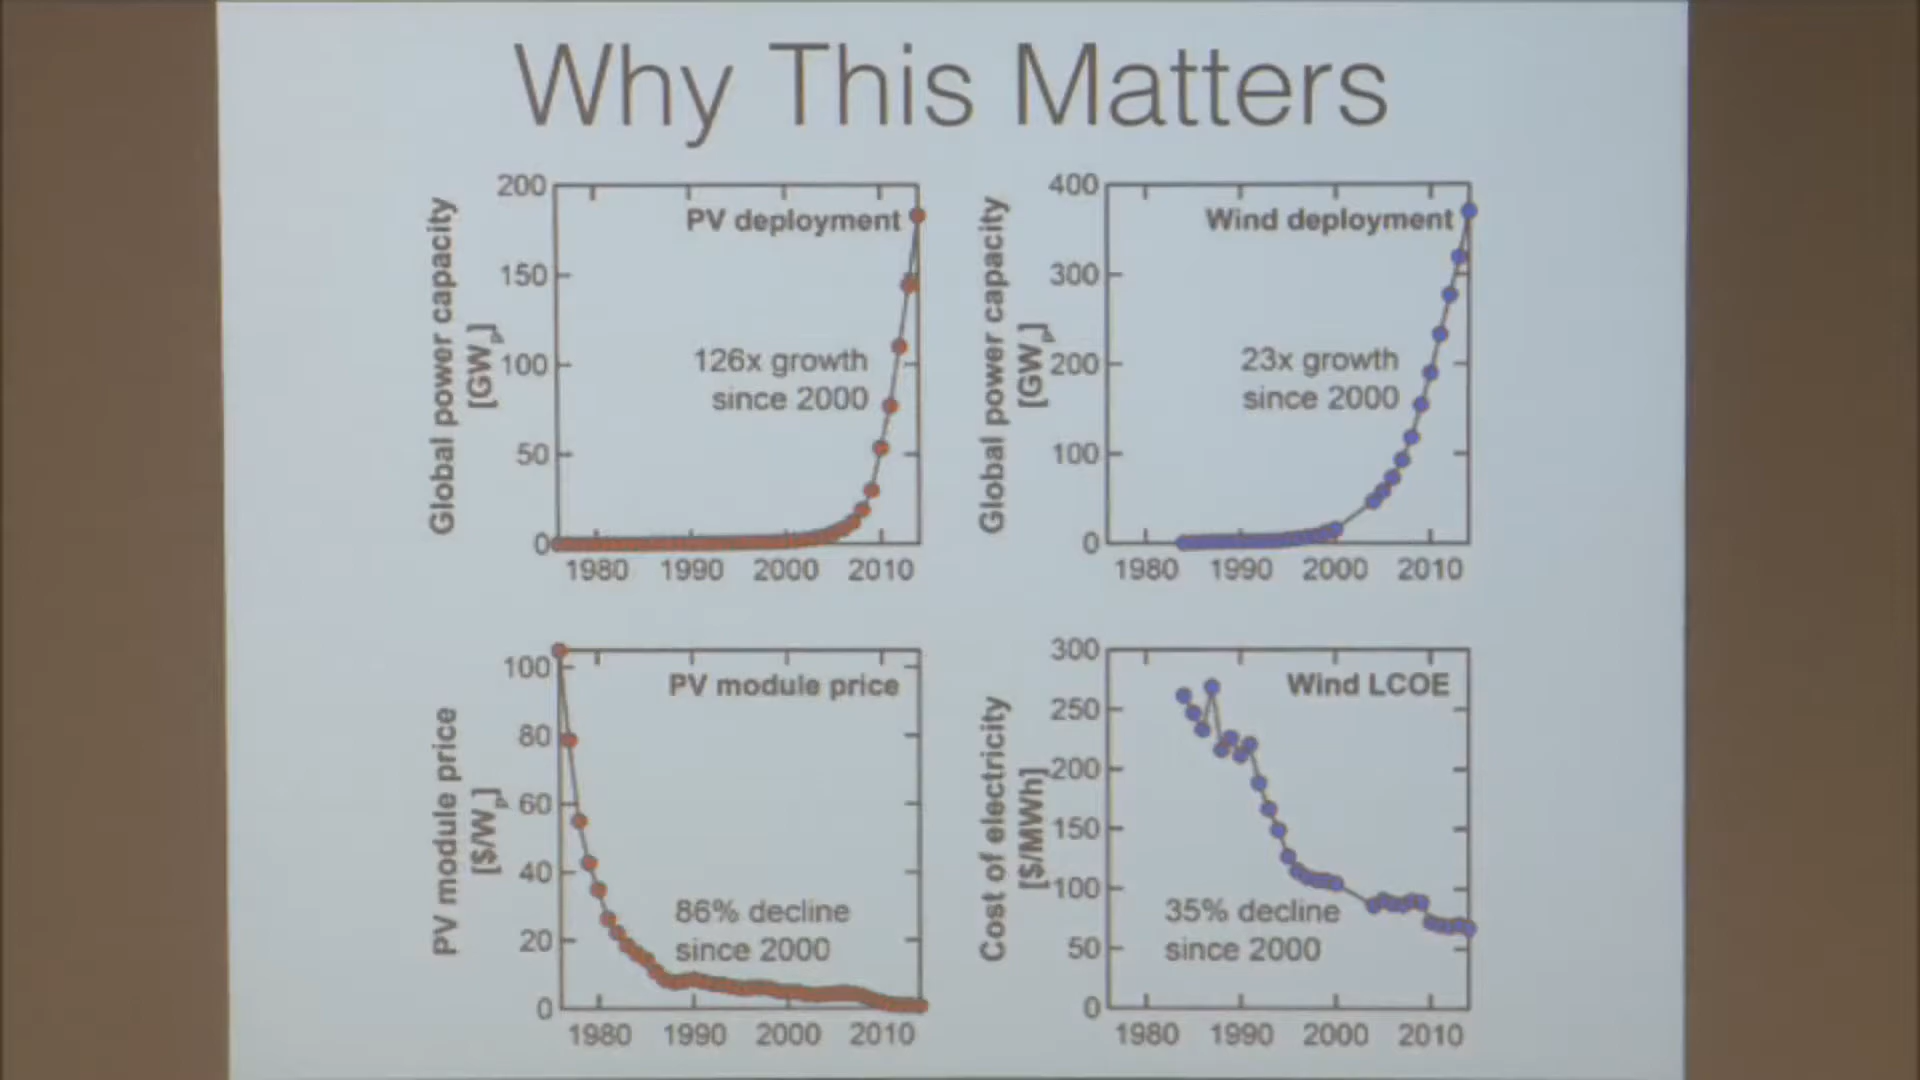 Why This Matters
Global power capacity
[GWp]
200
150
100
50
0
PV deployment
126x growth
since 2000
1980 1990 2000 2010
Global power capacity
[GWp]
400
300
200
100
0
Wind deployment
23x growth
since 2000
1980 1990 2000 2010
PV module price
[$/Wp]
100
80
60
40
20
0
PV module price
86% decline
since 2000
1980 1990 2000 2010
Cost of electricity
[$/MWh]
300
250
200
150
100
50
0
Wind LCOE
35% decline
since 2000
1980 1990 2000 2010